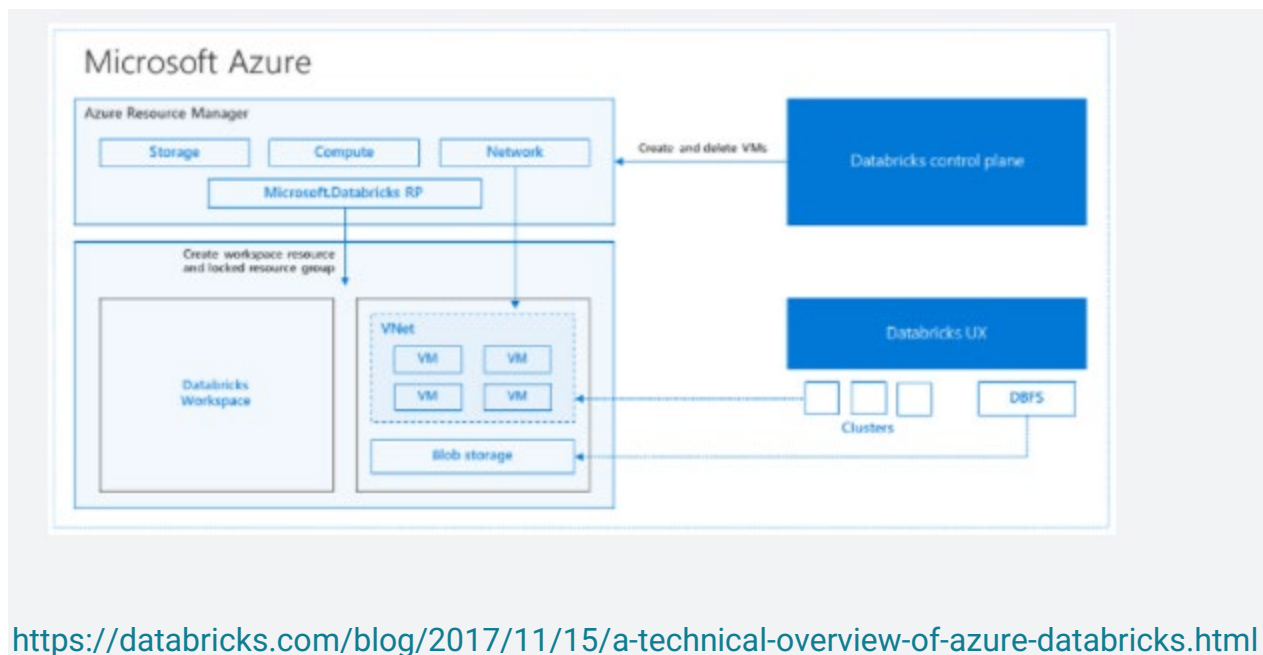 Microsoft Azure
Azure Resource Manager
Storage
Compute
Network
Microsoft.Databricks RP
Create and delete VMs
Databricks control plane
Create workspace resource
and locked resource group
Databricks
Workspace
VNet
VM
VM
VM
VM
Blob storage
Databricks UX
Clusters
DBFS
https://databricks.com/blog/2017/11/15/a-technical-overview-of-azure-databricks.html